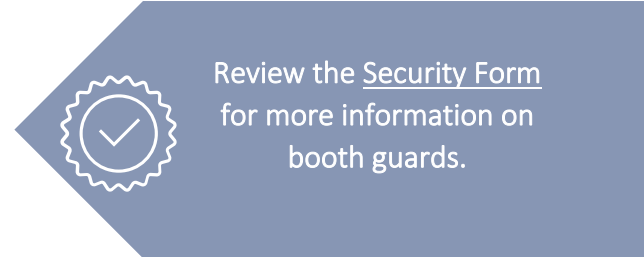 Review the Security Form
for more information on
booth guards.